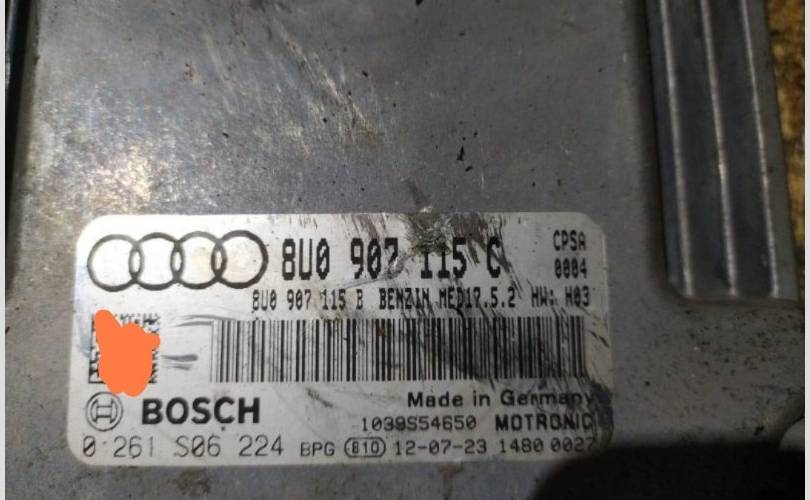 8U0 907 115 C
CPSA
0004
8U0 907 115 B BENZIN MED17.5.2 HW: H03
Made in Germany
BOSCH
1039S54650 MOTRONIC
0 261 S06 224 BPG 810 12-07-23 1480 0027